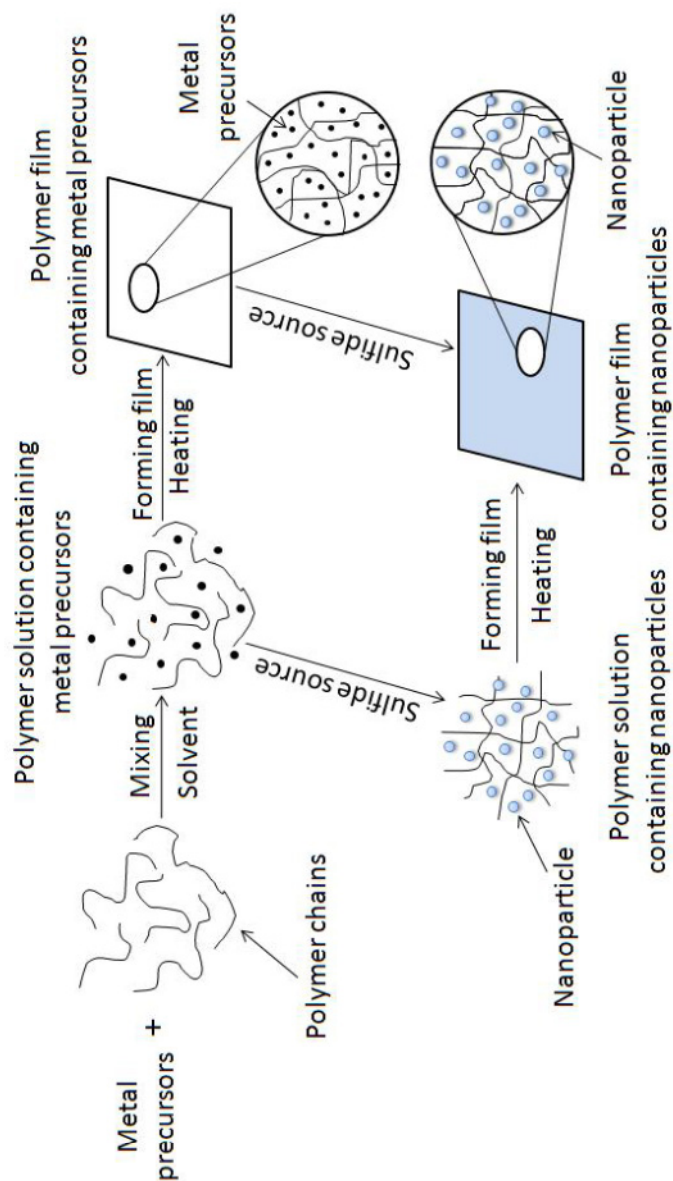 Metal
precursors
+
Polymer chains
Mixing
Solvent
Polymer solution containing
metal precursors
Forming film
Heating
Polymer film
containing metal precursors
Metal
precursors
Sulfide source
Sulfide source
Nanoparticle
Polymer solution
containing nanoparticles
Forming film
Heating
Polymer film
containing nanoparticles
Nanoparticle